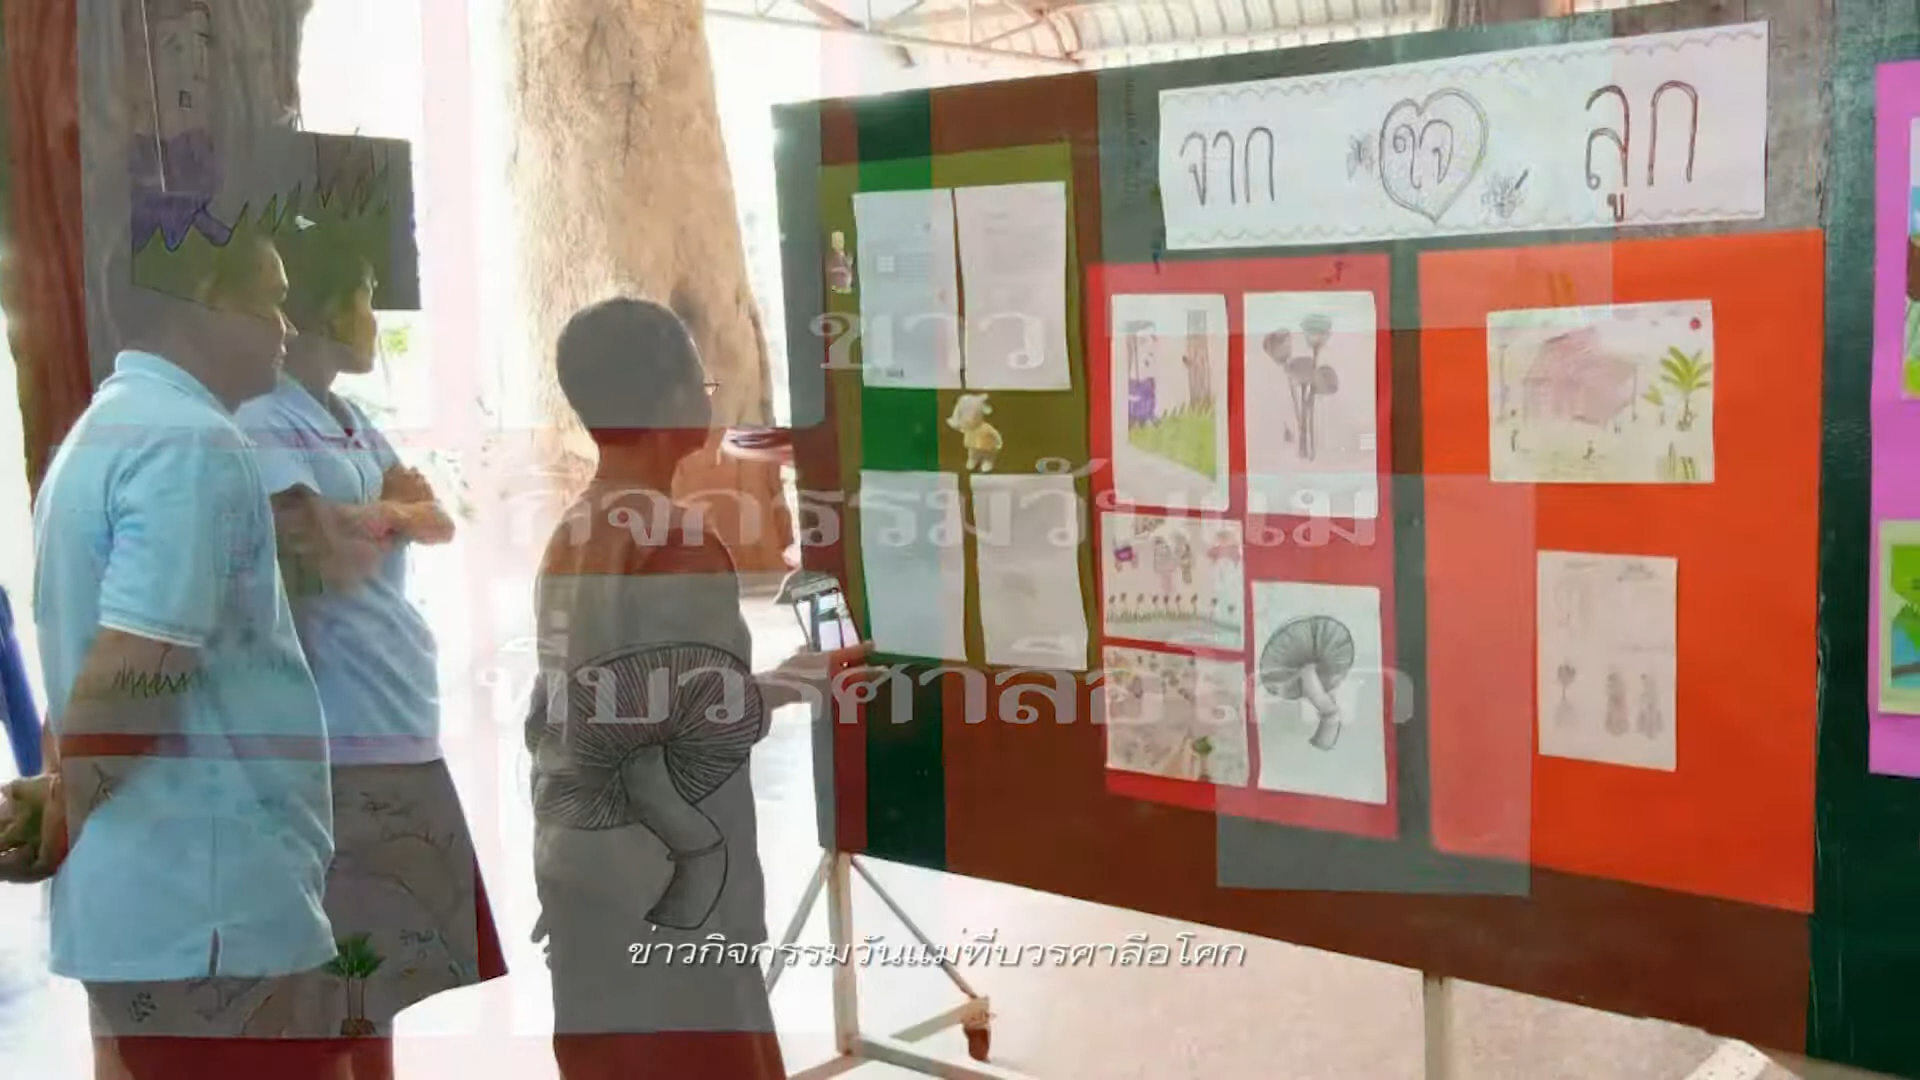 จาก ใจ ลูก
ข่าว
กิจกรรมวันแม่
ที่บวรศาลีอโศก
ข่าวกิจกรรมวันแม่ที่บวรศาลีอโศก